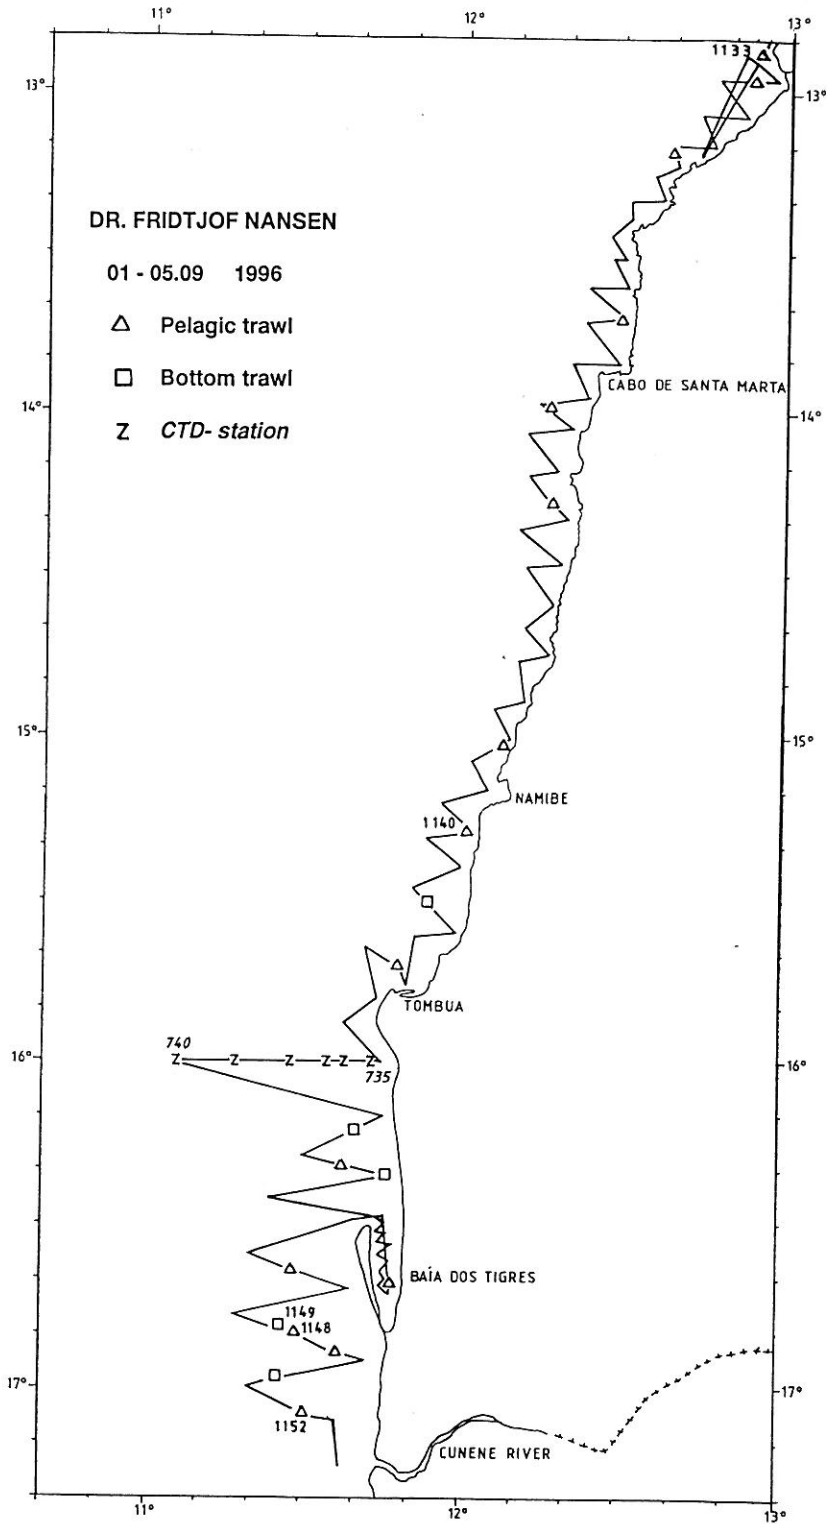 11°
12°
13°
1133
13°
13°
DR. FRIDTJOF NANSEN
01 - 05.09 1996
Pelagic trawl
Bottom trawl
Z CTD- station
CABO DE SANTA MARTA
14°
14°
15°
15°
NAMIBE
1140
TOMBUA
740
16°
Z Z Z Z Z Z
735
16°
BAÍA DOS TIGRES
1149
1148
17°
17°
1152
CUNENE RIVER
11°
12°
13°